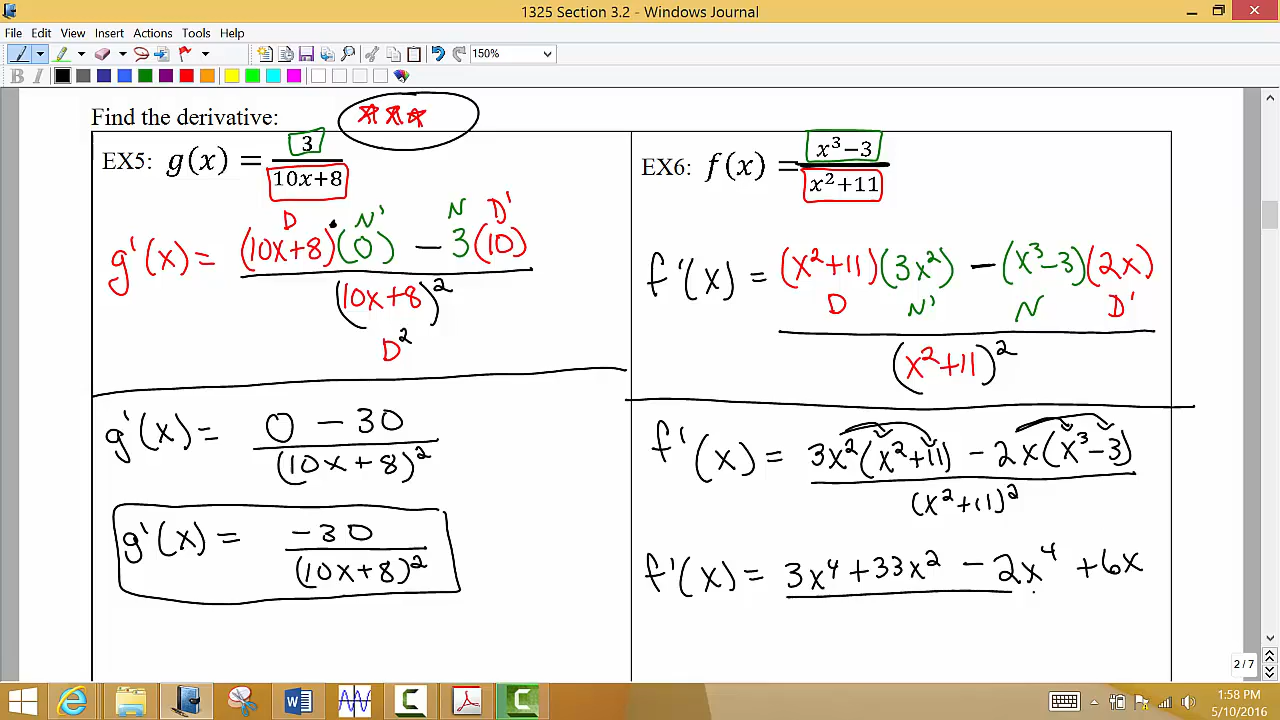 1325 Section 3.2 - Windows Journal
File Edit View Insert Actions Tools Help
150%
B I
Find the derivative:
EX5: g(x) = 3/(10x+8)
D N' N D'
g'(x) = ((10x+8)·(0) − 3(10))/(10x+8)²
D²
g'(x) = (0 − 30)/(10x+8)²
g'(x) = −30/(10x+8)²
EX6: f(x) = (x³−3)/(x²+11)
f'(x) = ((x²+11)(3x²) − (x³−3)(2x))/(x²+11)²
D N' N D'
f'(x) = (3x²(x²+11) − 2x(x³−3))/(x²+11)²
f'(x) = 3x⁴ + 33x² − 2x⁴ + 6x
2 / 7
1:58 PM
5/10/2016